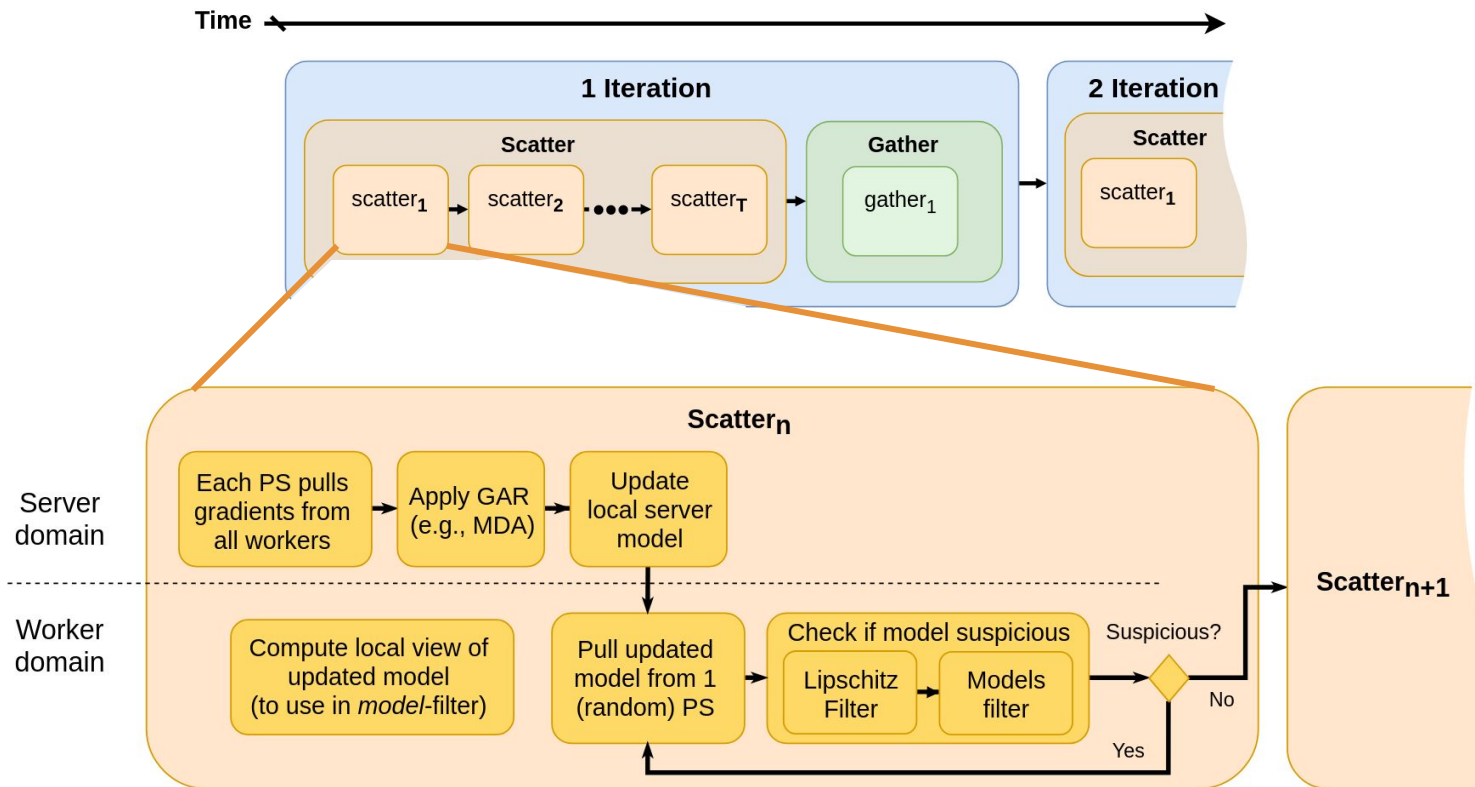 Time
1 Iteration
2 Iteration
Scatter
Gather
Scatter
scatter1
scatter2
scatterT
gather1
scatter1
Scattern
Server
domain
Each PS pulls
gradients from
all workers
Apply GAR
(e.g., MDA)
Update
local server
model
Scattern+1
Worker
domain
Compute local view of
updated model
(to use in model-filter)
Pull updated
model from 1
(random) PS
Check if model suspicious
Lipschitz
Filter
Models
filter
Suspicious?
No
Yes